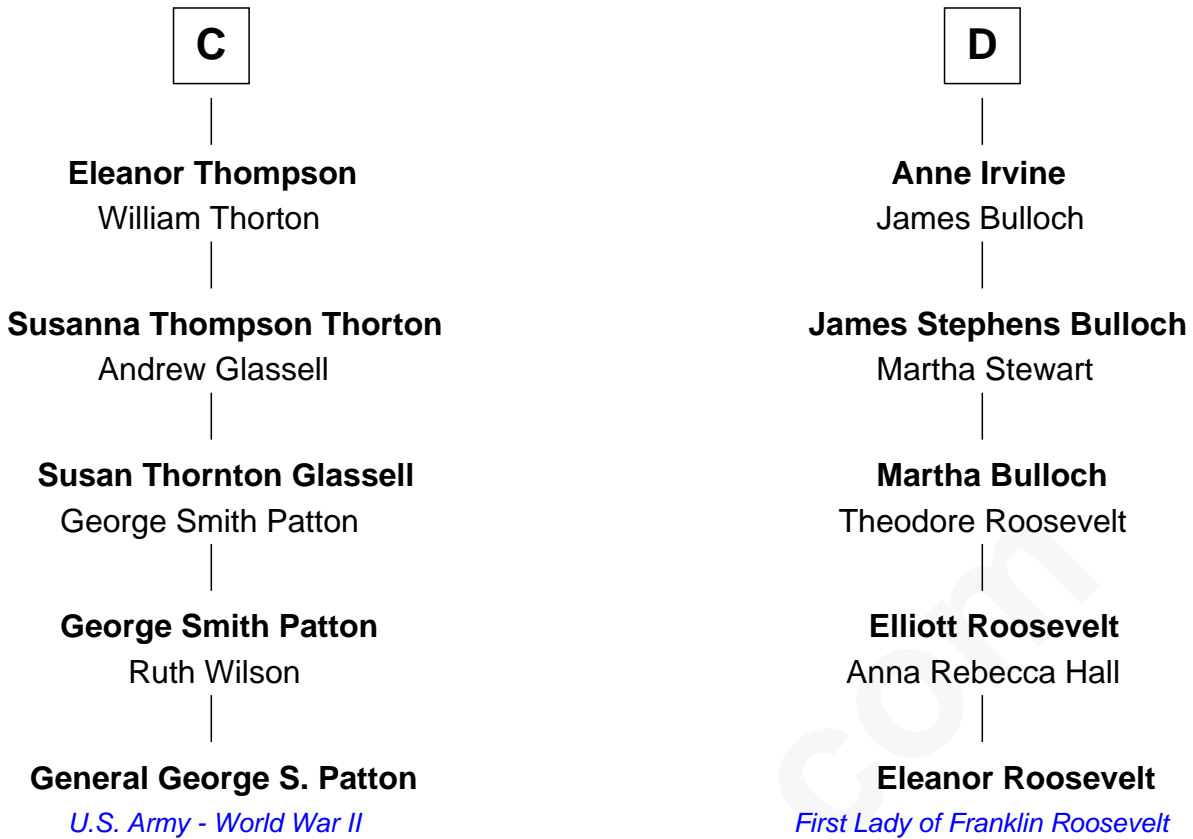 C
Eleanor Thompson
William Thorton
Susanna Thompson Thorton
Andrew Glassell
Susan Thornton Glassell
George Smith Patton
George Smith Patton
Ruth Wilson
General George S. Patton
U.S. Army - World War II
D
Anne Irvine
James Bulloch
James Stephens Bulloch
Martha Stewart
Martha Bulloch
Theodore Roosevelt
Elliott Roosevelt
Anna Rebecca Hall
Eleanor Roosevelt
First Lady of Franklin Roosevelt
com